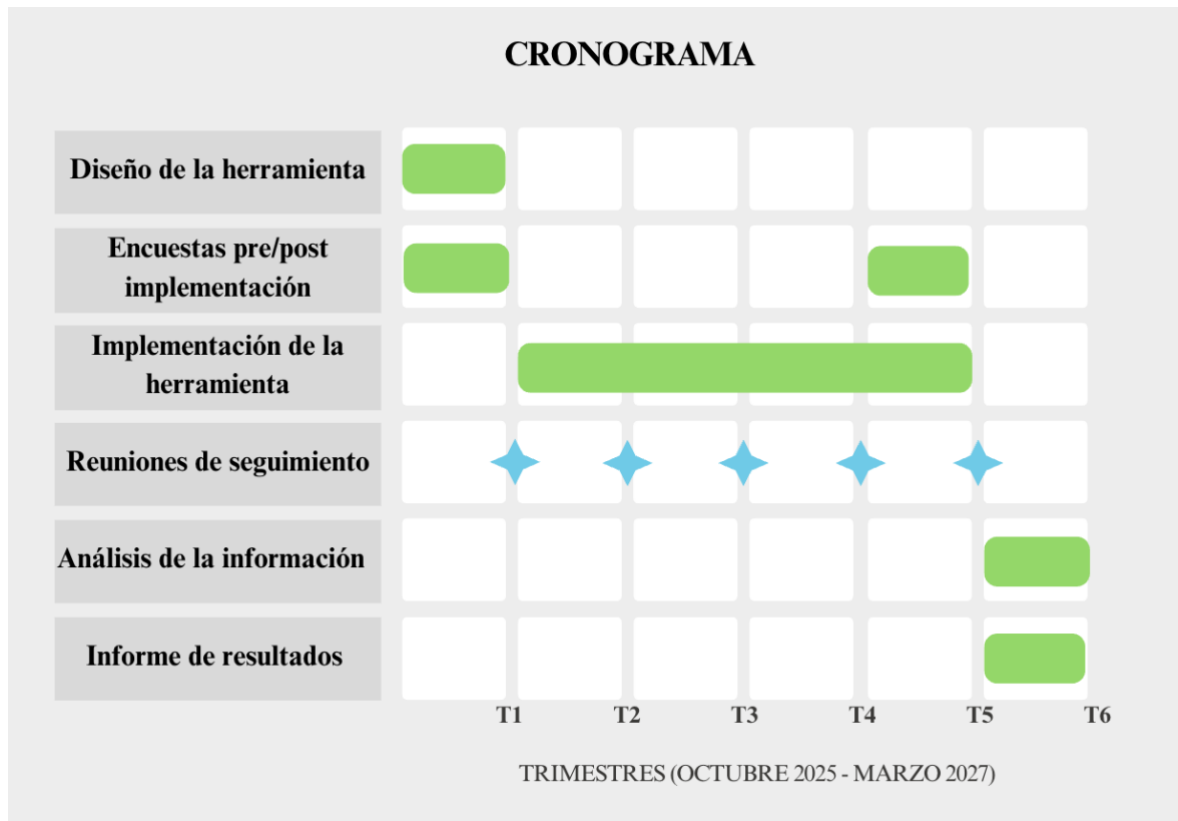 CRONOGRAMA
Diseño de la herramienta
Encuestas pre/post
implementación
Implementación de la
herramienta
Reuniones de seguimiento
Análisis de la información
Informe de resultados
T1 T2 T3 T4 T5 T6
TRIMESTRES (OCTUBRE 2025 - MARZO 2027)